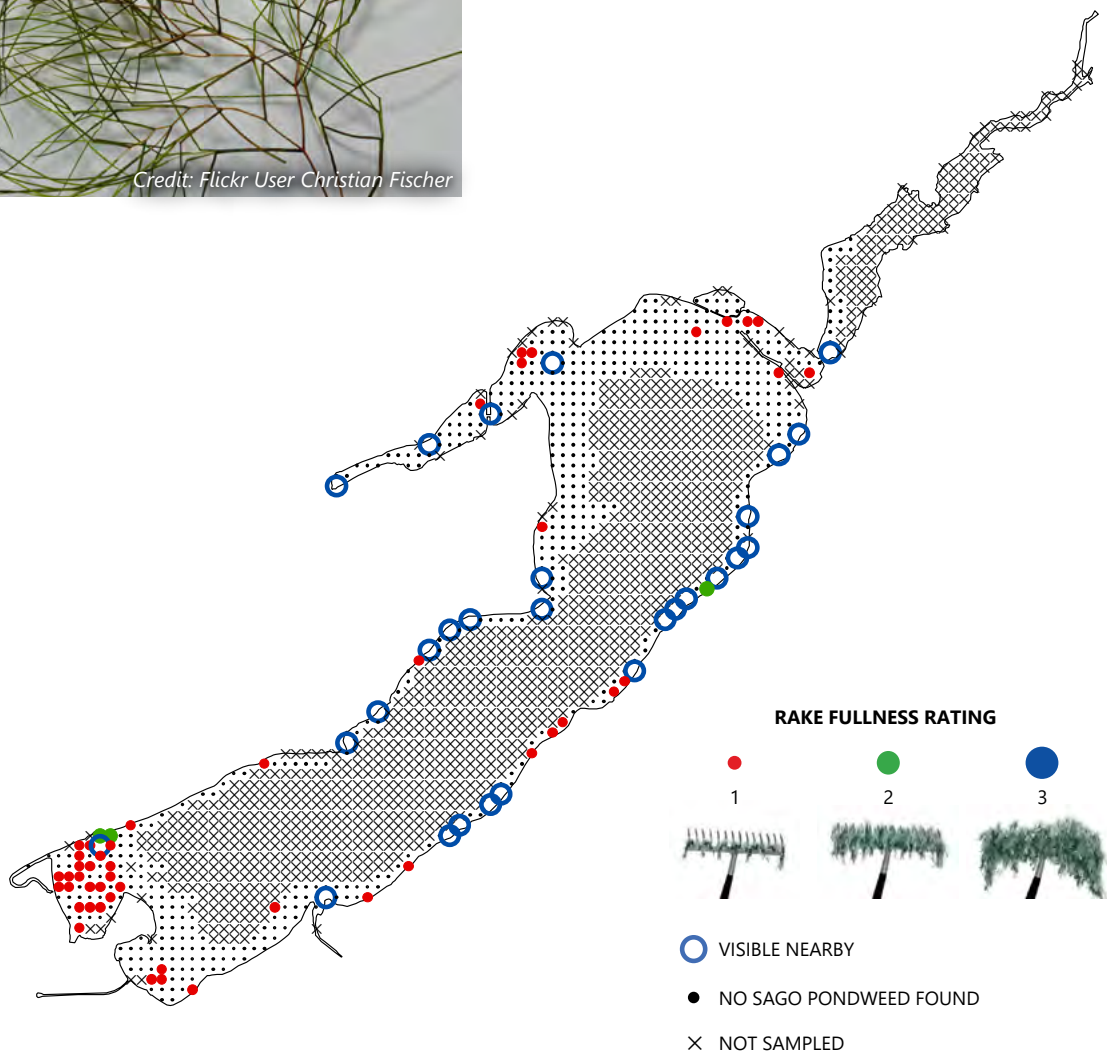 Credit: Flickr User Christian Fischer
RAKE FULLNESS RATING
1
2
3
VISIBLE NEARBY
NO SAGO PONDWEED FOUND
NOT SAMPLED